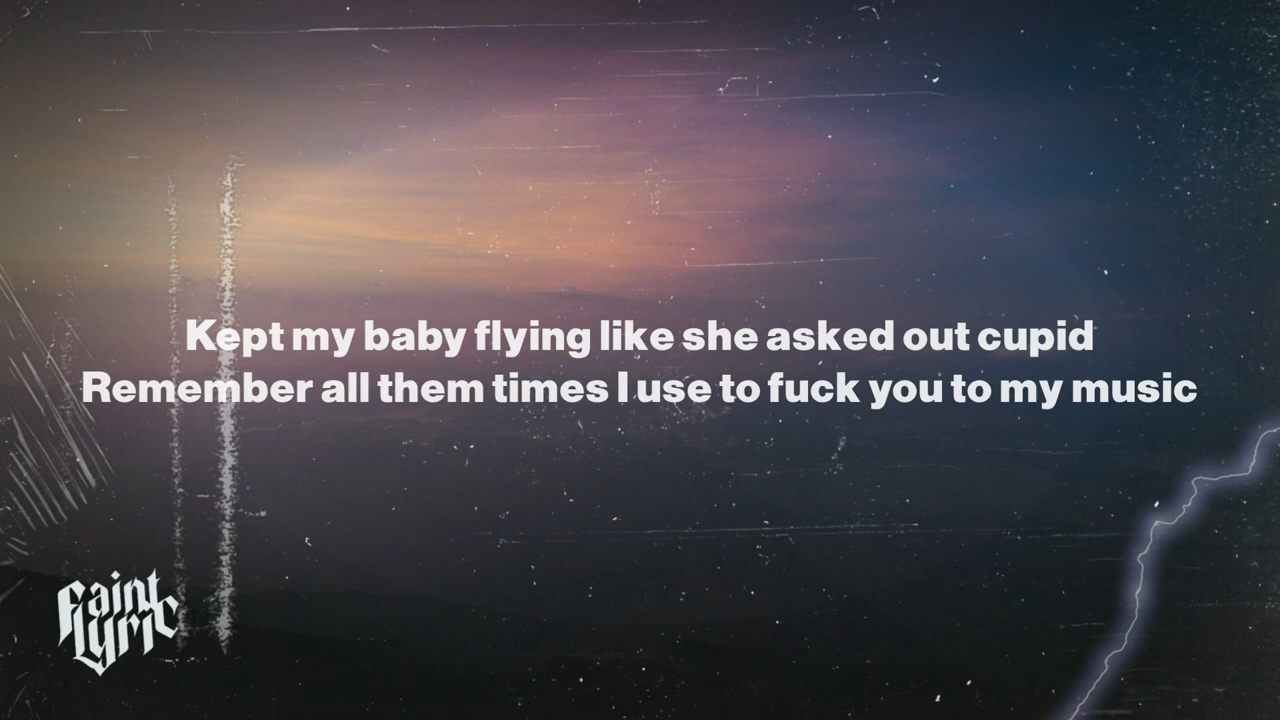 Kept my baby flying like she asked out cupid
Remember all them times I use to fuck you to my music
Faint
Lyric